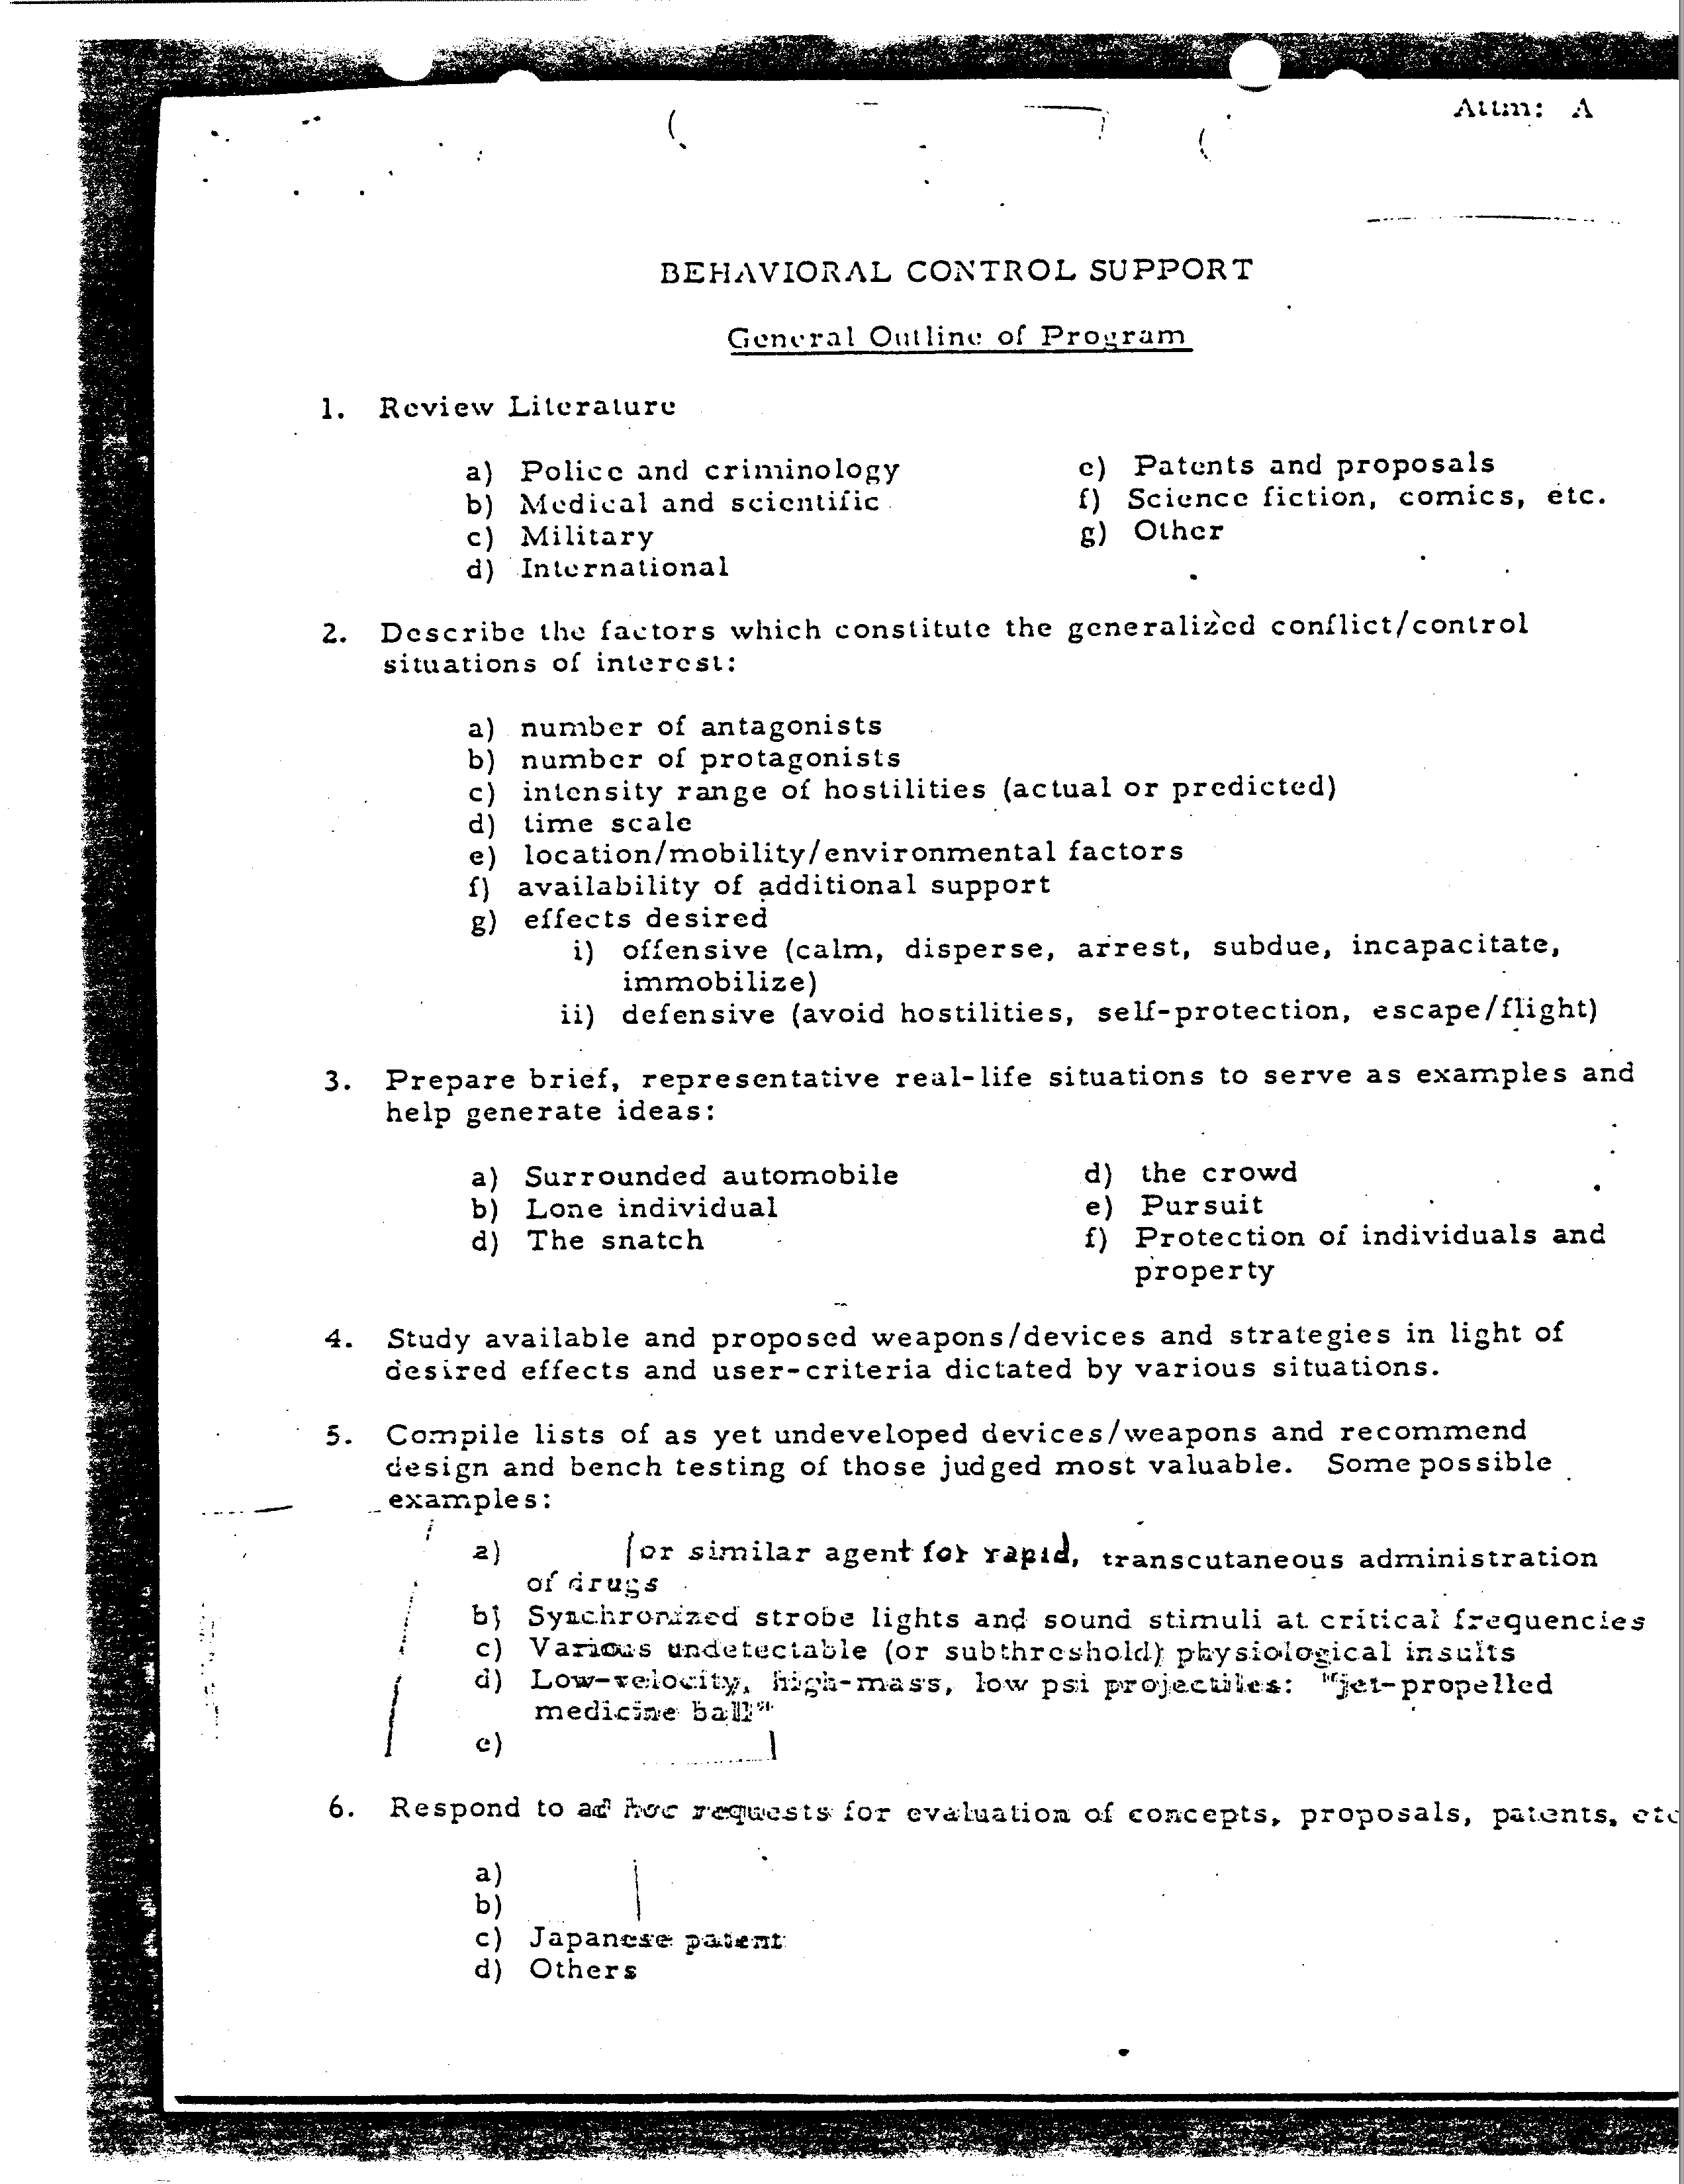 Attm: A
BEHAVIORAL CONTROL SUPPORT
General Outline of Program
1. Review Literature
a) Police and criminology
b) Medical and scientific
c) Military
d) International
e) Patents and proposals
f) Science fiction, comics, etc.
g) Other
2. Describe the factors which constitute the generalized conflict/control
situations of interest:
a) number of antagonists
b) number of protagonists
c) intensity range of hostilities (actual or predicted)
d) time scale
e) location/mobility/environmental factors
f) availability of additional support
g) effects desired
i) offensive (calm, disperse, arrest, subdue, incapacitate,
immobilize)
ii) defensive (avoid hostilities, self-protection, escape/flight)
3. Prepare brief, representative real-life situations to serve as examples and
help generate ideas:
a) Surrounded automobile
b) Lone individual
d) The snatch
d) the crowd
e) Pursuit
f) Protection of individuals and
property
4. Study available and proposed weapons/devices and strategies in light of
desired effects and user-criteria dictated by various situations.
5. Compile lists of as yet undeveloped devices/weapons and recommend
design and bench testing of those judged most valuable. Some possible
examples:
a) or similar agent for rapid, transcutaneous administration
of drugs
b) Synchronized strobe lights and sound stimuli at critical frequencies
c) Various undetectable (or subthreshold) physiological insults
d) Low-velocity, high-mass, low psi projectiles: "jet-propelled
medicine ball"
e)
6. Respond to ad hoc requests for evaluation of concepts, proposals, patents, etc
a)
b)
c) Japanese patent
d) Others